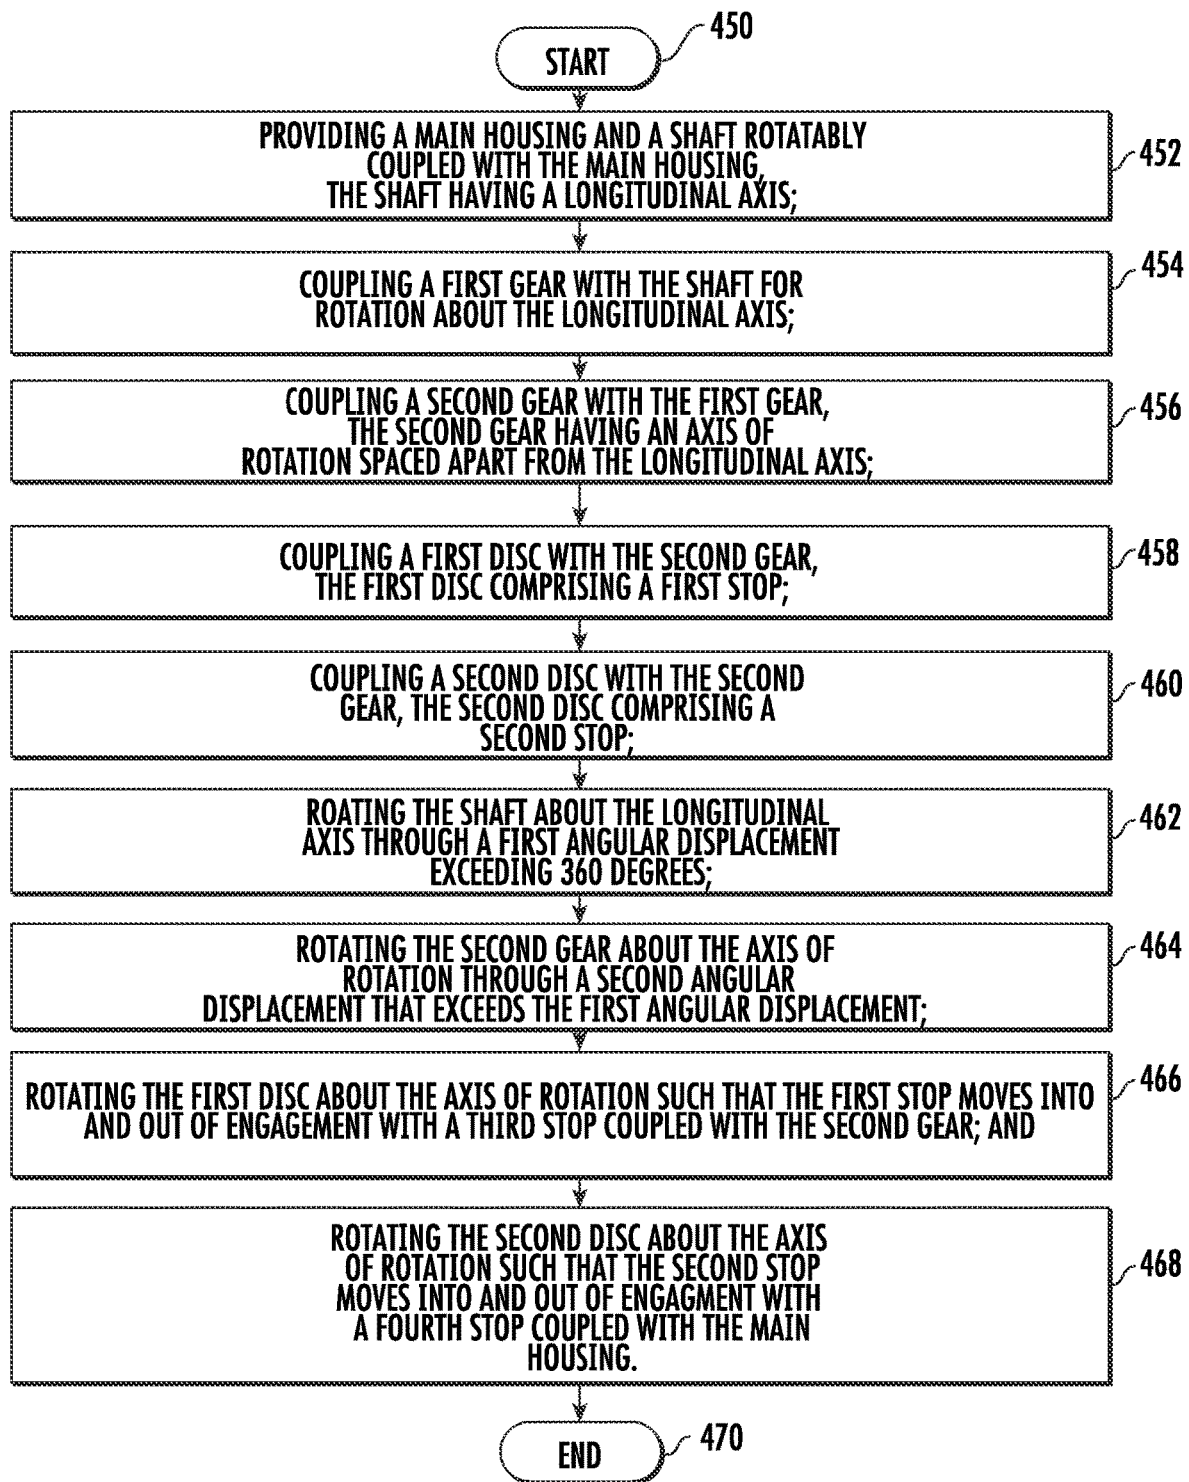 450
START
PROVIDING A MAIN HOUSING AND A SHAFT ROTATABLY
COUPLED WITH THE MAIN HOUSING,
THE SHAFT HAVING A LONGITUDINAL AXIS;
452
COUPLING A FIRST GEAR WITH THE SHAFT FOR
ROTATION ABOUT THE LONGITUDINAL AXIS;
454
COUPLING A SECOND GEAR WITH THE FIRST GEAR,
THE SECOND GEAR HAVING AN AXIS OF
ROTATION SPACED APART FROM THE LONGITUDINAL AXIS;
456
COUPLING A FIRST DISC WITH THE SECOND GEAR,
THE FIRST DISC COMPRISING A FIRST STOP;
458
COUPLING A SECOND DISC WITH THE SECOND
GEAR, THE SECOND DISC COMPRISING A
SECOND STOP;
460
ROATING THE SHAFT ABOUT THE LONGITUDINAL
AXIS THROUGH A FIRST ANGULAR DISPLACEMENT
EXCEEDING 360 DEGREES;
462
ROTATING THE SECOND GEAR ABOUT THE AXIS OF
ROTATION THROUGH A SECOND ANGULAR
DISPLACEMENT THAT EXCEEDS THE FIRST ANGULAR DISPLACEMENT;
464
ROTATING THE FIRST DISC ABOUT THE AXIS OF ROTATION SUCH THAT THE FIRST STOP MOVES INTO
AND OUT OF ENGAGEMENT WITH A THIRD STOP COUPLED WITH THE SECOND GEAR; AND
466
ROTATING THE SECOND DISC ABOUT THE AXIS
OF ROTATION SUCH THAT THE SECOND STOP
MOVES INTO AND OUT OF ENGAGMENT WITH
A FOURTH STOP COUPLED WITH THE MAIN
HOUSING.
468
END
470